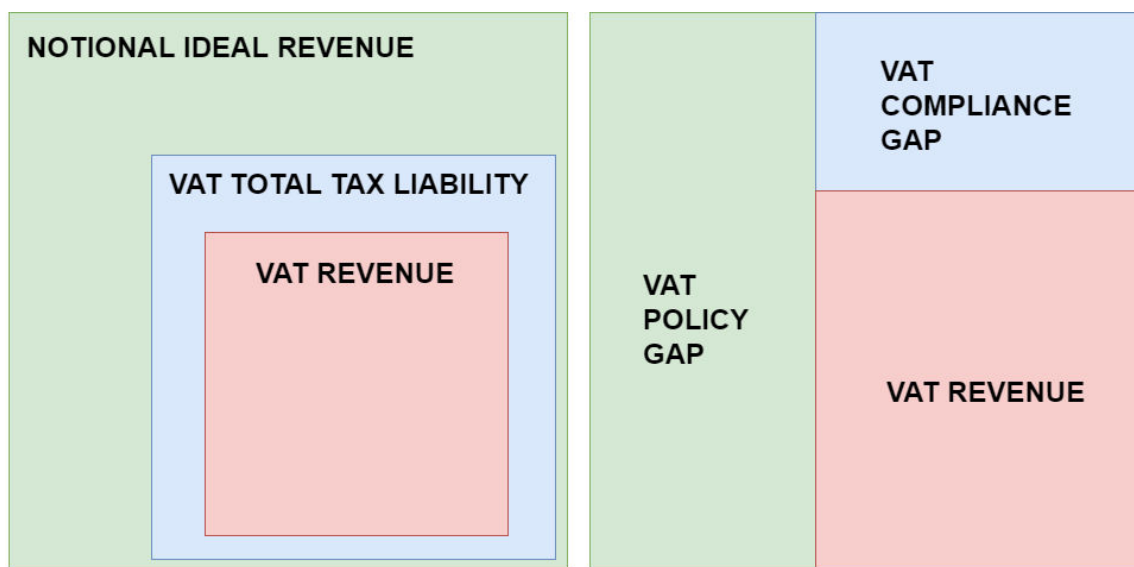 NOTIONAL IDEAL REVENUE
VAT TOTAL TAX LIABILITY
VAT REVENUE
VAT
POLICY
GAP
VAT
COMPLIANCE
GAP
VAT REVENUE